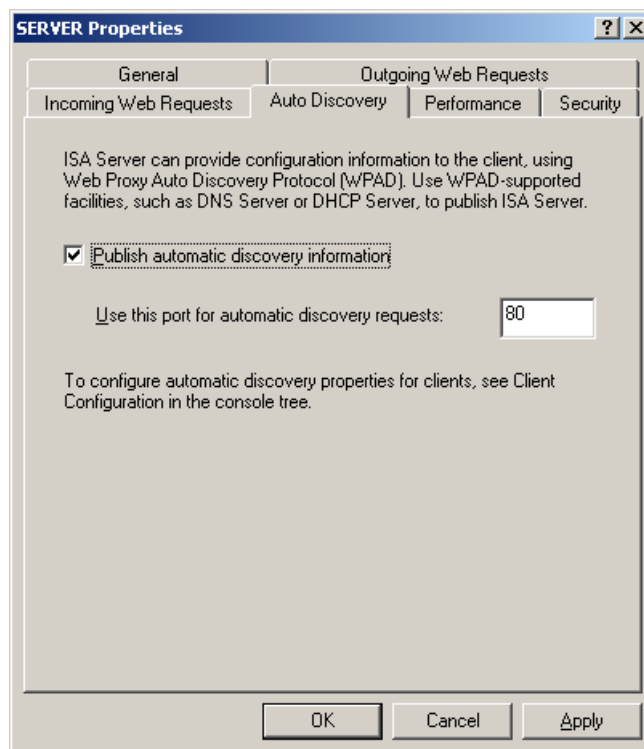 SERVER Properties
General
Outgoing Web Requests
Incoming Web Requests
Auto Discovery
Performance
Security
ISA Server can provide configuration information to the client, using
Web Proxy Auto Discovery Protocol (WPAD). Use WPAD-supported
facilities, such as DNS Server or DHCP Server, to publish ISA Server.
Publish automatic discovery information
Use this port for automatic discovery requests:
80
To configure automatic discovery properties for clients, see Client
Configuration in the console tree.
OK
Cancel
Apply